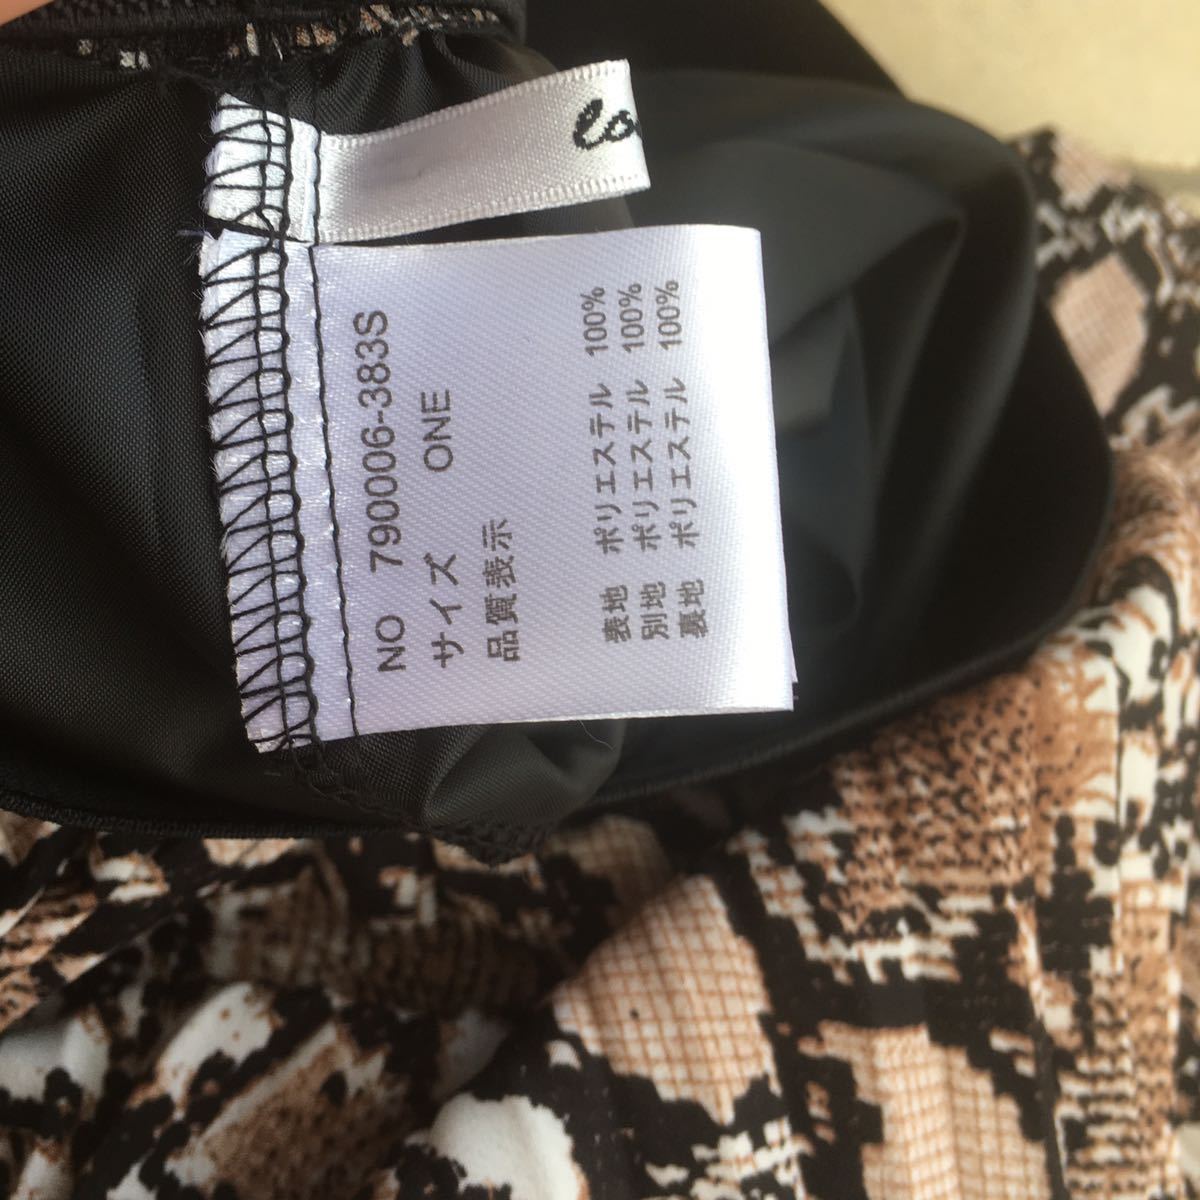 NO 790006-383S
サイズ ONE
品質表示
表地 ポリエステル 100%
別地 ポリエステル 100%
裏地 ポリエステル 100%